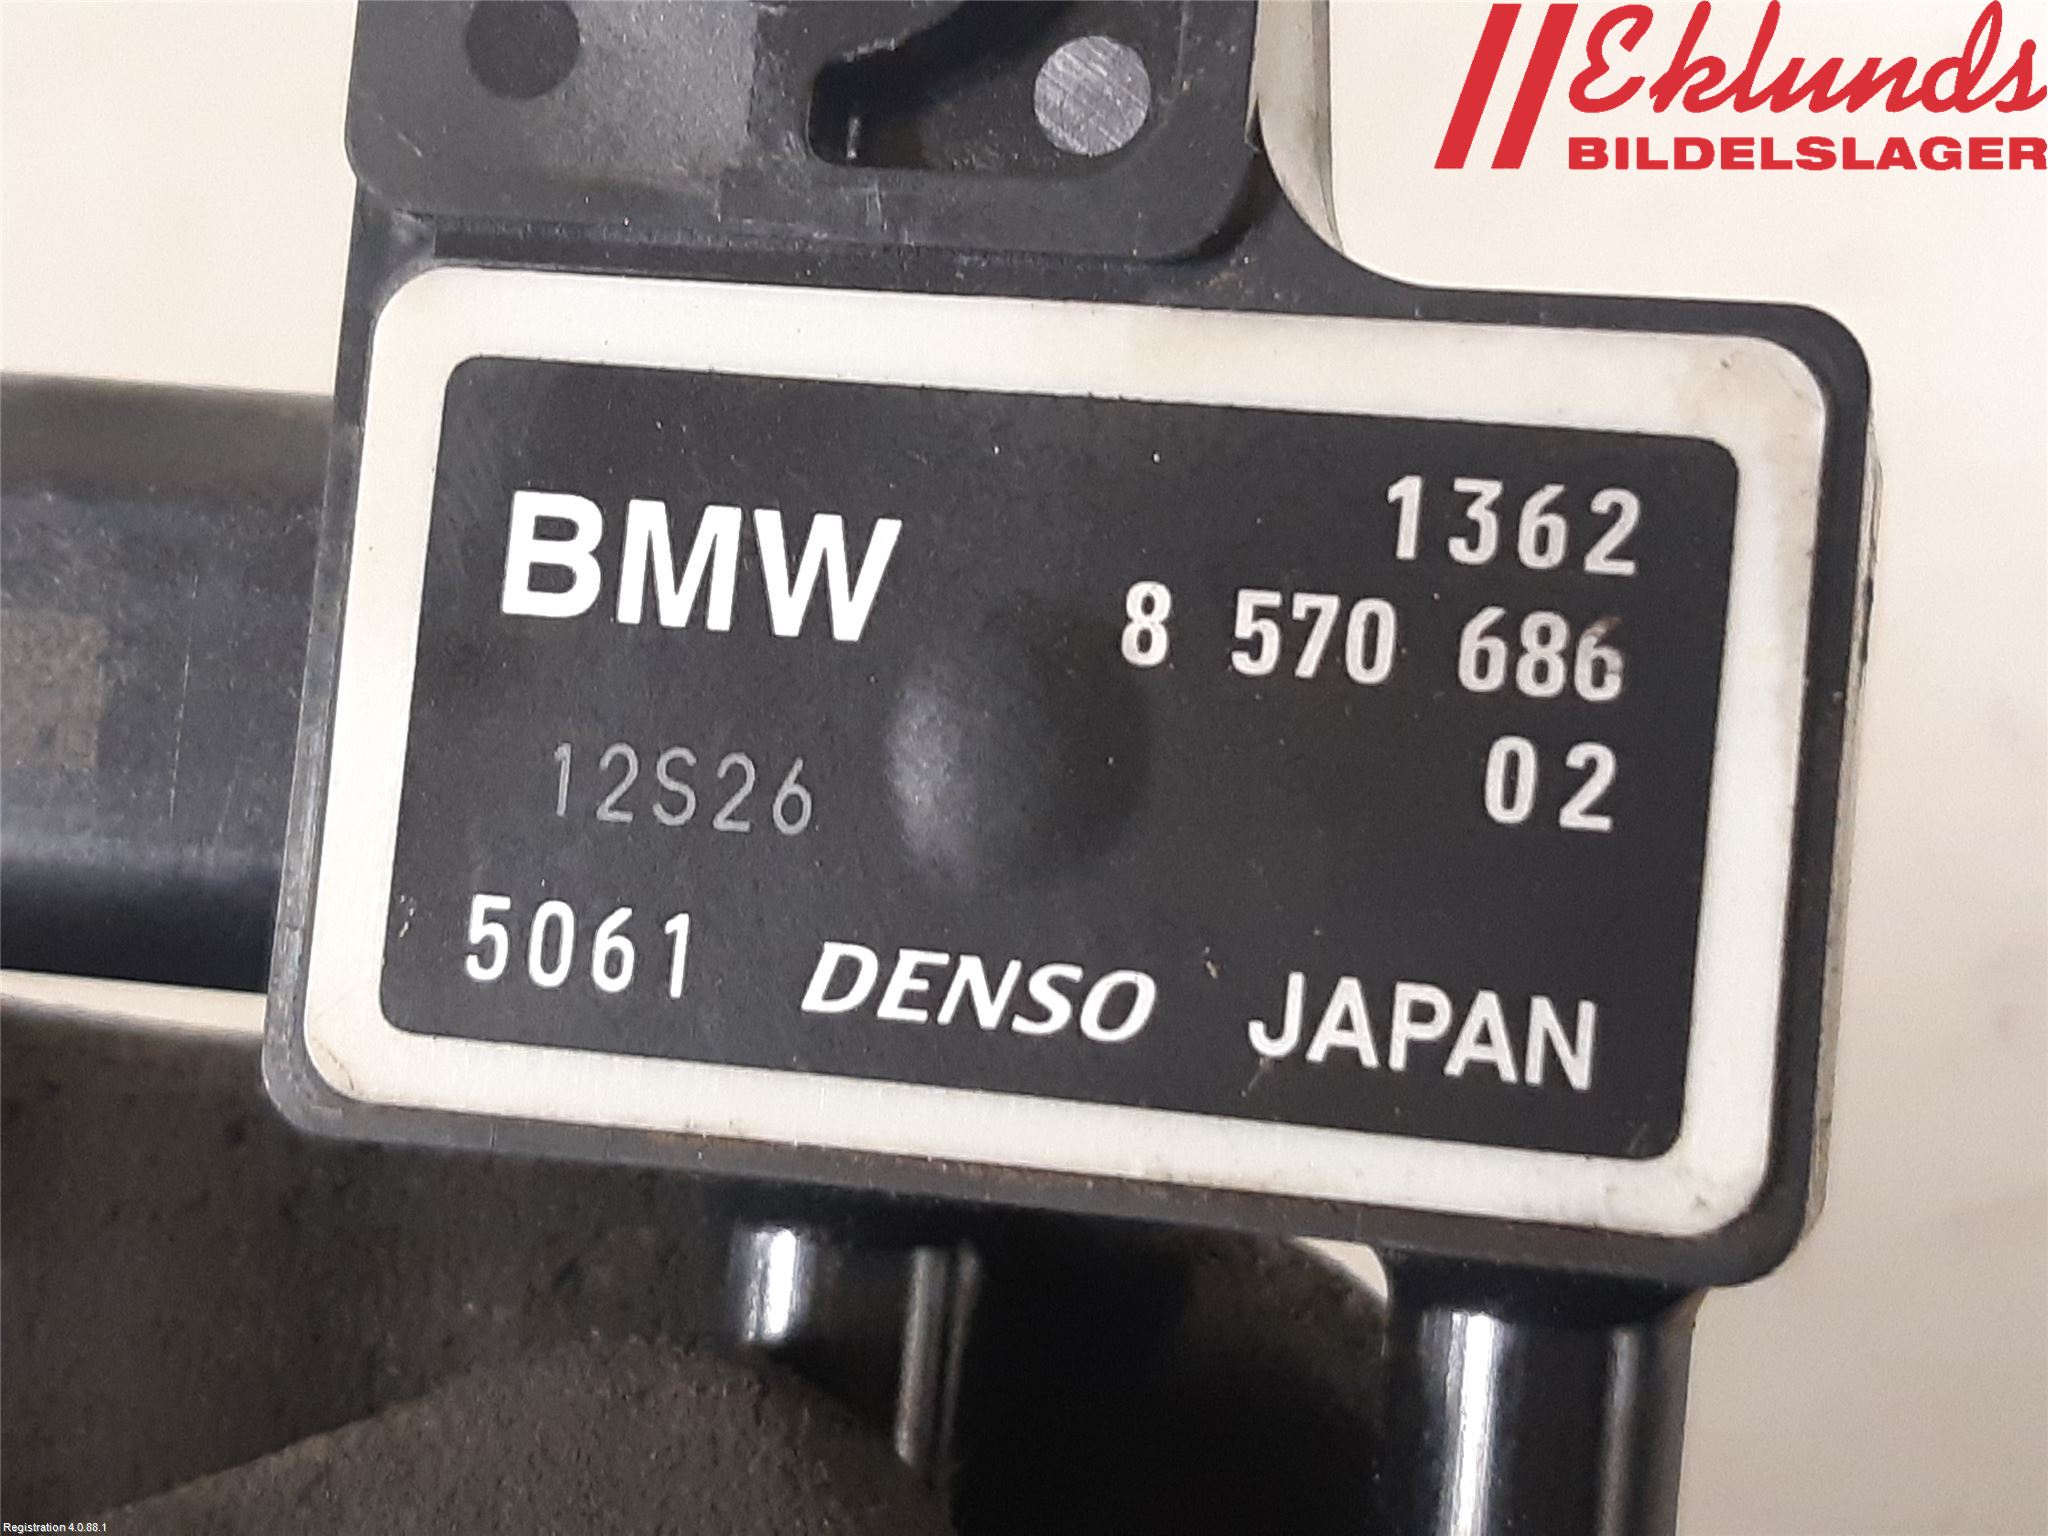 Eklunds
BILDELSLAGER
BMW
1362
8 570 686
12S26
02
5061 DENSO JAPAN
Registration 4.0.88.1